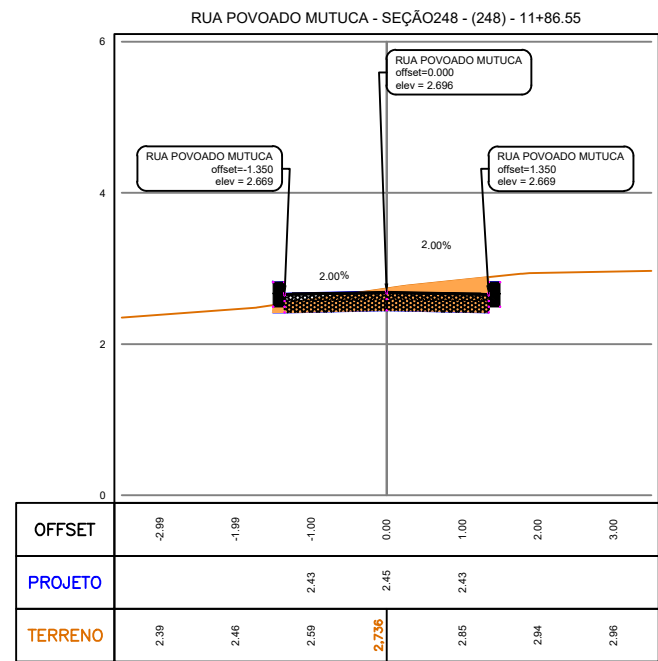 RUA POVOADO MUTUCA - SEÇÃO248 - (248) - 11+86.55
6
RUA POVOADO MUTUCA
offset=0.000
elev = 2.696
RUA POVOADO MUTUCA
offset=-1.350
elev = 2.669
RUA POVOADO MUTUCA
offset=1.350
elev = 2.669
4
2.00%
2.00%
2
0
OFFSET -2.99 -1.99 -1.00 0.00 1.00 2.00 3.00
PROJETO 2.43 2.45 2.43
TERRENO 2.39 2.46 2.59 2,736 2.85 2.94 2.96